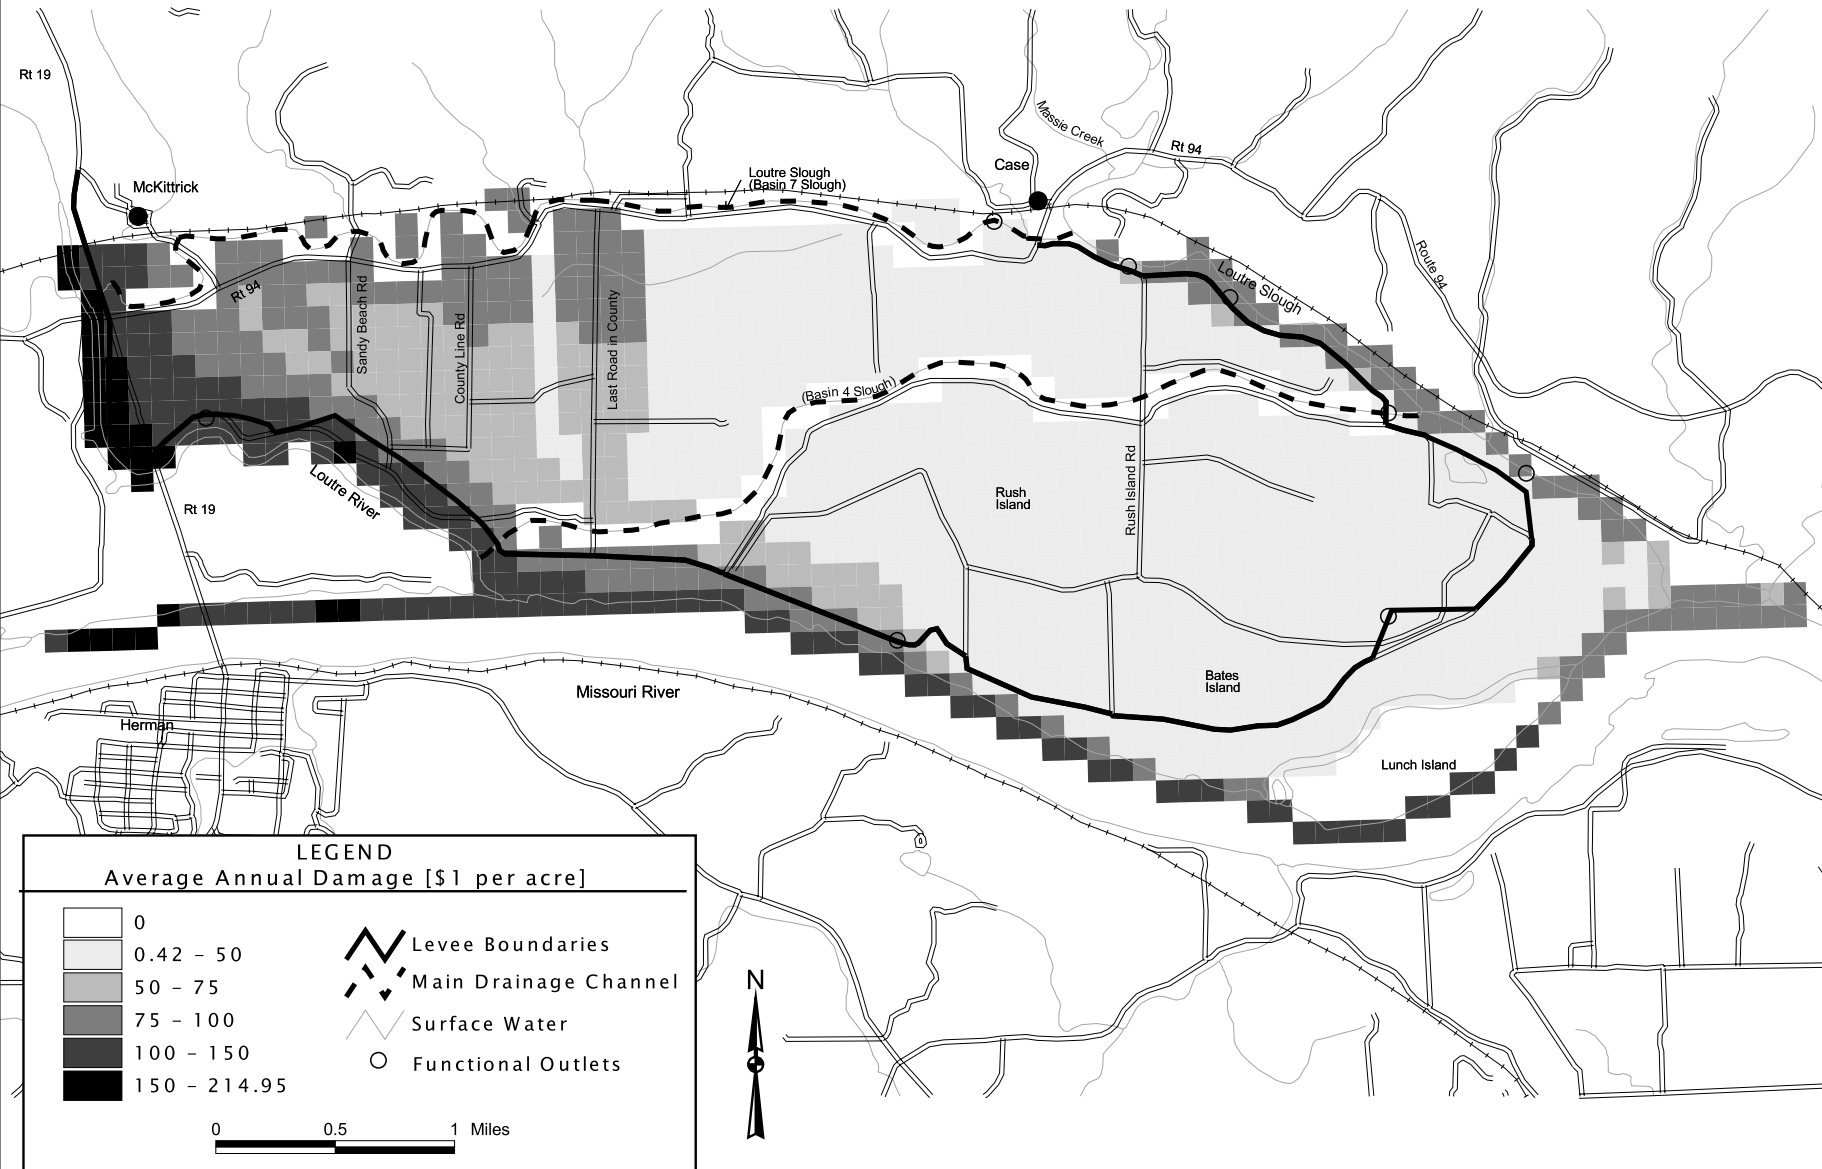 Rt 19
McKittrick
Rt 94
Sandy Beach Rd
County Line Rd
Last Road in County
Loutre Slough
(Basin 7 Slough)
Case
Massie Creek
Rt 94
Loutre Slough
Route 94
(Basin 4 Slough)
Rush Island Rd
Rush
Island
Loutre River
Rt 19
Bates
Island
Missouri River
Herman
Lunch Island
LEGEND
Average Annual Damage [$1 per acre]
0
0.42 – 50
50 – 75
75 – 100
100 – 150
150 – 214.95
Levee Boundaries
Main Drainage Channel
Surface Water
Functional Outlets
0 0.5 1 Miles
N